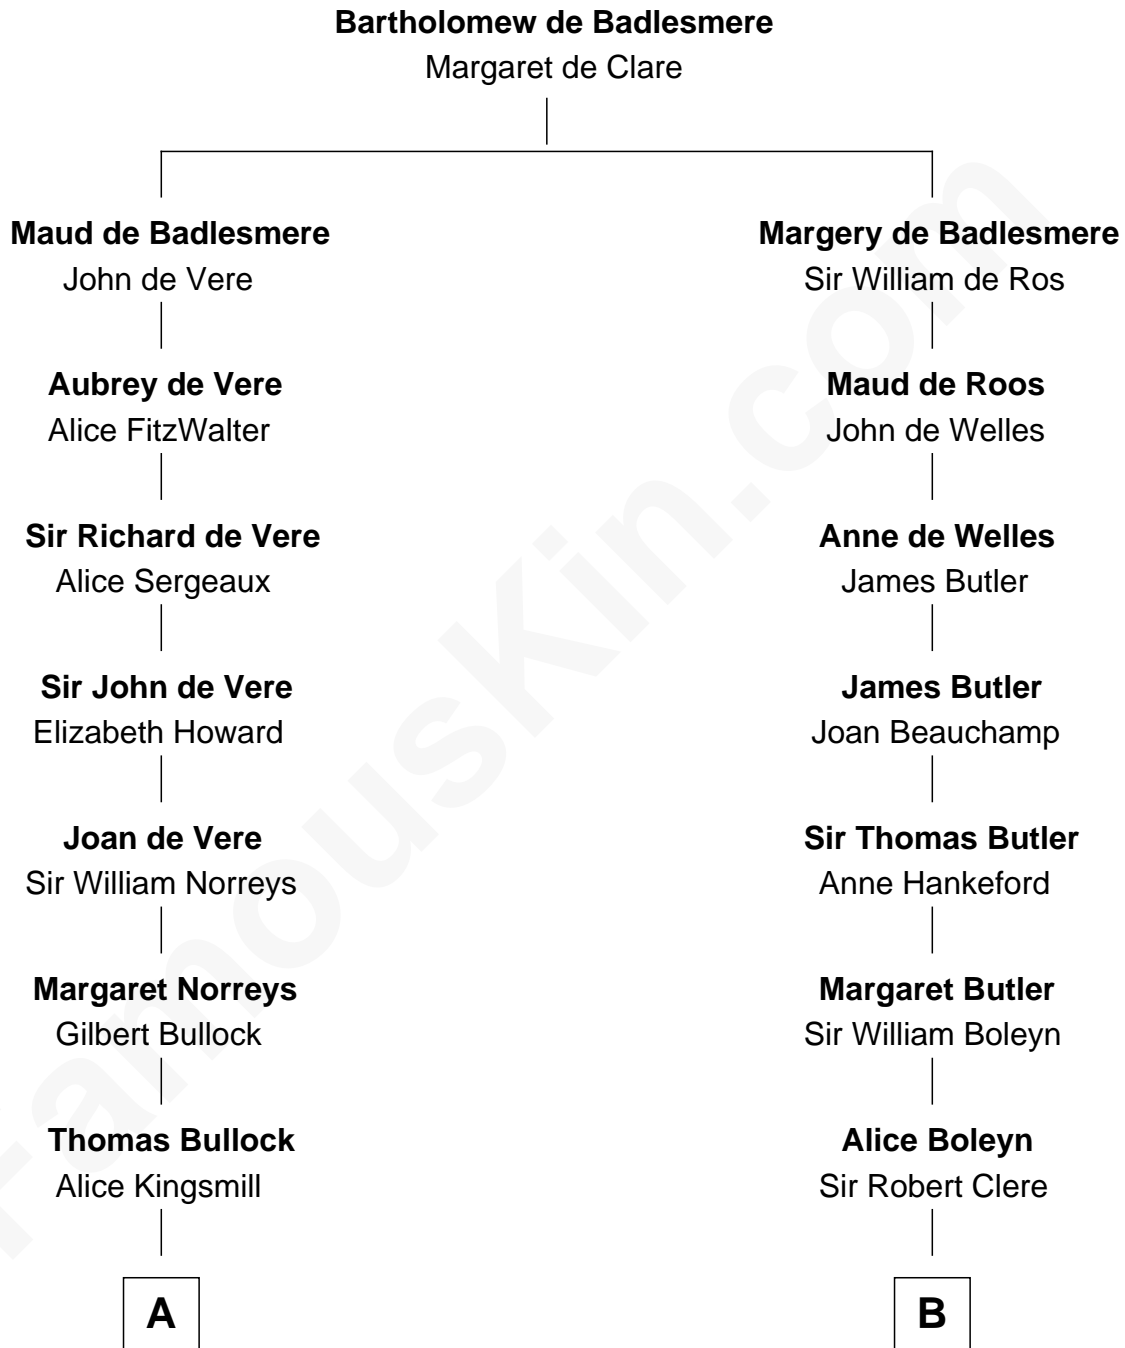 Bartholomew de Badlesmere
Margaret de Clare
Maud de Badlesmere
John de Vere
Aubrey de Vere
Alice FitzWalter
Sir Richard de Vere
Alice Sergeaux
Sir John de Vere
Elizabeth Howard
Joan de Vere
Sir William Norreys
Margaret Norreys
Gilbert Bullock
Thomas Bullock
Alice Kingsmill
A
Margery de Badlesmere
Sir William de Ros
Maud de Roos
John de Welles
Anne de Welles
James Butler
James Butler
Joan Beauchamp
Sir Thomas Butler
Anne Hankeford
Margaret Butler
Sir William Boleyn
Alice Boleyn
Sir Robert Clere
B
FamousKin.com